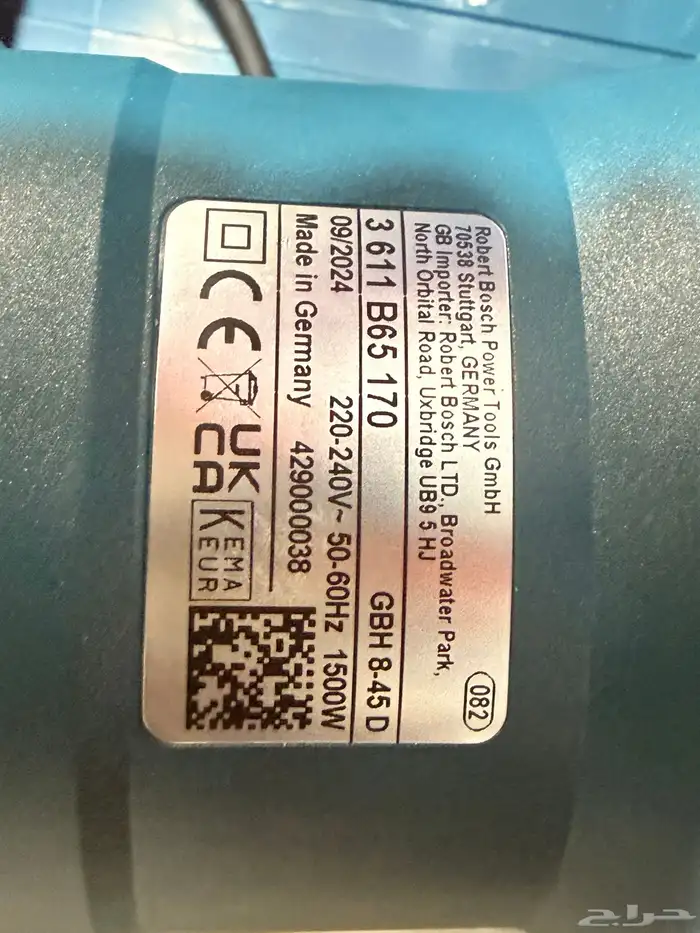 Robert Bosch Power Tools GmbH
70538 Stuttgart, GERMANY
GB Importer: Robert Bosch LTD., Broadwater Park,
North Orbital Road, Uxbridge UB9 5 HJ
082
3 611 B65 170 GBH 8-45 D
09/2024 220-240V~ 50-60Hz 1500W
Made in Germany 429000038
CE UK
CA
KEMA
KEUR
حراج